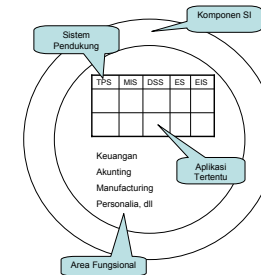 Komponen SI
Sistem
Pendukung
TPS MIS DSS ES EIS
Keuangan
Akunting
Manufacturing
Personalia, dll
Aplikasi
Tertentu
Area Fungsional